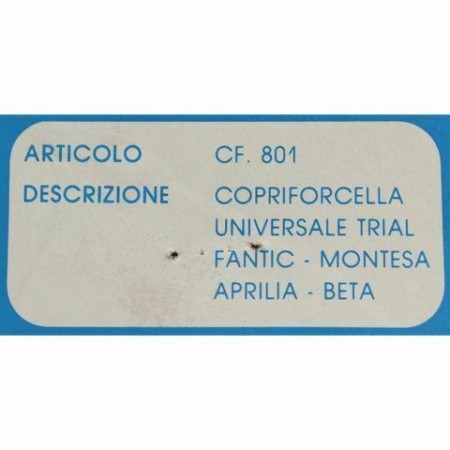 ARTICOLO CF. 801
DESCRIZIONE COPRIFORCELLA
UNIVERSALE TRIAL
FANTIC - MONTESA
APRILIA - BETA